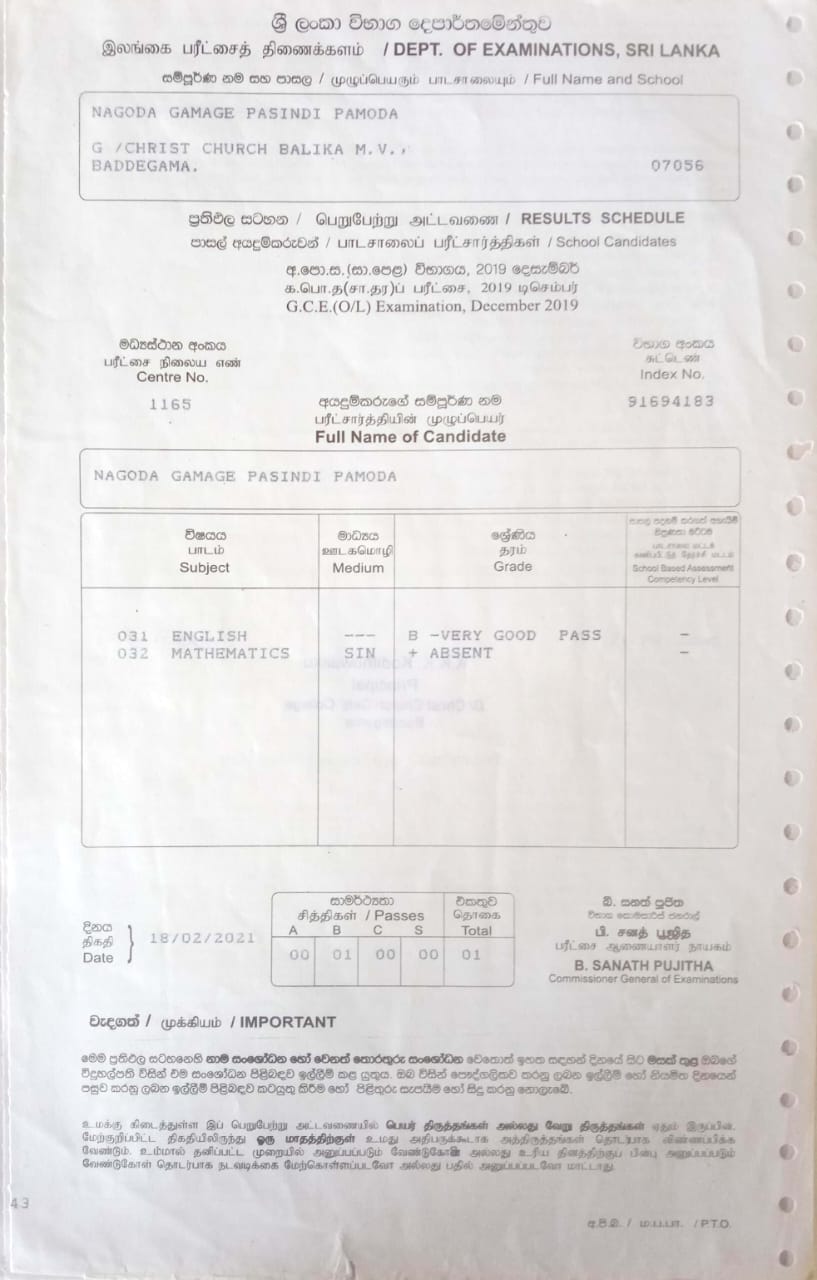 ශ්‍රී ලංකා විභාග දෙපාර්තමේන්තුව
இலங்கை பரீட்சைத் திணைக்களம் / DEPT. OF EXAMINATIONS, SRI LANKA
සම්පූර්ණ නම සහ පාසල / முழுப்பெயரும் பாடசாலையும் / Full Name and School
NAGODA GAMAGE PASINDI PAMODA
G /CHRIST CHURCH BALIKA M.V.,
BADDEGAMA. 07056
ප්‍රතිඵල සටහන / பெறுபேற்று அட்டவணை / RESULTS SCHEDULE
පාසල් අයදුම්කරුවන් / பாடசாலைப் பரீட்சார்த்திகள் / School Candidates
අ.පො.ස.(සා.පෙළ) විභාගය, 2019 දෙසැම්බර්
க.பொ.த(சா.தர)ப் பரீட்சை, 2019 டிசெம்பர்
G.C.E.(O/L) Examination, December 2019
මධ්‍යස්ථාන අංකය විභාග අංකය
பரீட்சை நிலைய எண் சுட்டெண்
Centre No. Index No.
1165 අයදුම්කරුගේ සම්පූර්ණ නම 91694183
பரீட்சார்த்தியின் முழுப்பெயர்
Full Name of Candidate
NAGODA GAMAGE PASINDI PAMODA
විෂයය මාධ්‍යය ශ්‍රේණිය
பாடம் ஊடகமொழி தரம்
Subject Medium Grade School Based Assessment
Competency Level
031 ENGLISH --- B -VERY GOOD PASS -
032 MATHEMATICS SIN + ABSENT -
සාමර්ථ්‍යතා එකතුව
சித்திகள் / Passes தொகை
A B C S Total
00 01 00 00 01
දිනය
திகதி
Date 18/02/2021
බී. සනත් පූජිත
විභාග කොමසාරිස් ජනරාල්
பி. சனத் பூஜித
பரீட்சை ஆணையாளர் நாயகம்
B. SANATH PUJITHA
Commissioner General of Examinations
වැදගත් / முக்கியம் / IMPORTANT
මෙම ප්‍රතිඵල සටහනෙහි නාම සංශෝධන හෝ වෙනත් තොරතුරු සංශෝධන වෙතොත් ඉහත සඳහන් දිනයේ සිට මසක් තුළ ඔබගේ
විදුහල්පති විසින් එම සංශෝධන පිළිබඳව ඉල්ලීම් කළ යුතුය. ඔබ විසින් පෞද්ගලිකව කරනු ලබන ඉල්ලීම් හෝ නියමිත දිනයෙන්
පසුව කරනු ලබන ඉල්ලීම් පිළිබඳව කටයුතු කිරීම හෝ පිළිතුරු සැපයීම හෝ සිදු කරනු නොලැබේ.
உமக்கு கிடைத்துள்ள இப் பெறுபேற்று அட்டவணையில் பெயர் திருத்தங்கள் அல்லது வேறு திருத்தங்கள் ஏதும் இருப்பின்,
மேற்குறிப்பிட்ட திகதியிலிருந்து ஒரு மாதத்திற்குள் உமது அதிபருக்கூடாக அத்திருத்தங்கள் தொடர்பாக விண்ணப்பிக்க
வேண்டும். உம்மால் தனிப்பட்ட முறையில் அனுப்பப்படும் வேண்டுகோள் அல்லது உரிய தினத்திற்குப் பின்பு அனுப்பப்படும்
வேண்டுகோள் தொடர்பாக நடவடிக்கை மேற்கொள்ளப்படவோ அல்லது பதில் அனுப்பப்படவோ மாட்டாது.
43
අ.පි.බ. / ம.ப.பா. / P.T.O.